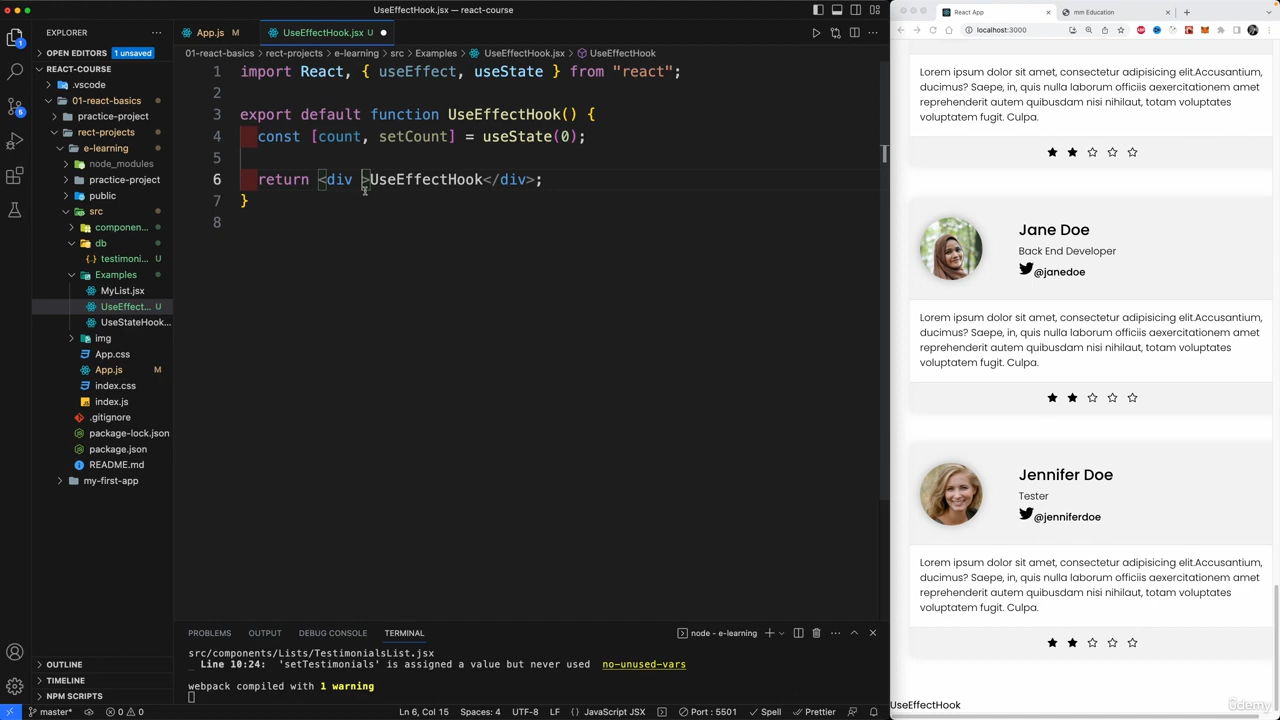 UseEffectHook.jsx — react-course
EXPLORER
OPEN EDITORS 1 unsaved
REACT-COURSE
.vscode
01-react-basics
practice-project
rect-projects
e-learning
node_modules
practice-project
public
src
componen...
db
testimoni... U
Examples
MyList.jsx
UseEffect... U
UseStateHook...
img
App.css
App.js M
index.css
index.js
.gitignore
package-lock.json
package.json
README.md
my-first-app
OUTLINE
TIMELINE
NPM SCRIPTS
App.js M
UseEffectHook.jsx U
01-react-basics > rect-projects > e-learning > src > Examples > UseEffectHook.jsx > UseEffectHook
1 import React, { useEffect, useState } from "react";
2
3 export default function UseEffectHook() {
4 const [count, setCount] = useState(0);
5
6 return <div >UseEffectHook</div>;
7 }
8
PROBLEMS OUTPUT DEBUG CONSOLE TERMINAL
node - e-learning
src/components/Lists/TestimonialsList.jsx
Line 10:24: 'setTestimonials' is assigned a value but never used no-unused-vars
webpack compiled with 1 warning
master* 0 0 Ln 6, Col 15 Spaces: 4 UTF-8 LF {} JavaScript JSX Port : 5501 Spell Prettier
React App
mm Education
localhost:3000
Lorem ipsum dolor sit amet, consectetur adipisicing elit.Accusantium,
ducimus? Saepe, in, quis nulla laborum officiis aexercitationem amet
reprehenderit autem quibusdam nisi nihilaut, totam voluptates
voluptatem fugit. Culpa.
Jane Doe
Back End Developer
@janedoe
Lorem ipsum dolor sit amet, consectetur adipisicing elit.Accusantium,
ducimus? Saepe, in, quis nulla laborum officiis aexercitationem amet
reprehenderit autem quibusdam nisi nihilaut, totam voluptates
voluptatem fugit. Culpa.
Jennifer Doe
Tester
@jenniferdoe
Lorem ipsum dolor sit amet, consectetur adipisicing elit.Accusantium,
ducimus? Saepe, in, quis nulla laborum officiis aexercitationem amet
reprehenderit autem quibusdam nisi nihilaut, totam voluptates
voluptatem fugit. Culpa.
UseEffectHook
Udemy